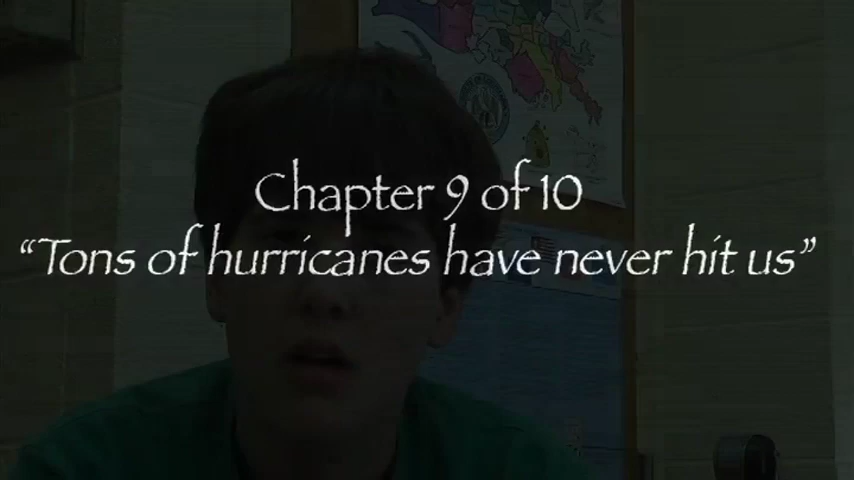 Chapter 9 of 10
“Tons of hurricanes have never hit us”